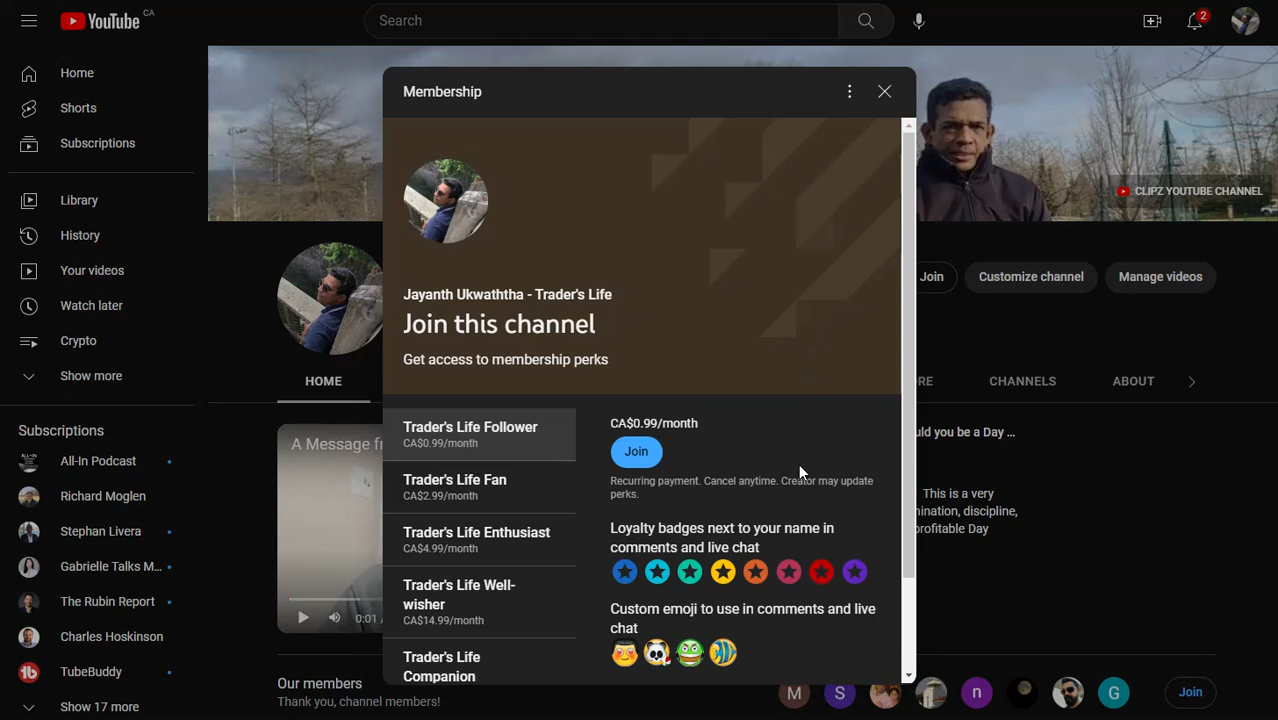 YouTube CA
Search
2
Home
Shorts
Subscriptions
Library
History
Your videos
Watch later
Crypto
Show more
Subscriptions
All-In Podcast
Richard Moglen
Stephan Livera
Gabrielle Talks M...
The Rubin Report
Charles Hoskinson
TubeBuddy
Show 17 more
CLIPZ YOUTUBE CHANNEL
Join
Customize channel
Manage videos
HOME
RE
CHANNELS
ABOUT
A Message fr
0:01 /
uld you be a Day ...
This is a very
mination, discipline,
profitable Day
Our members
Thank you, channel members!
M
S
n
G
Join
Membership
Jayanth Ukwaththa - Trader's Life
Join this channel
Get access to membership perks
Trader's Life Follower
CA$0.99/month
Trader's Life Fan
CA$2.99/month
Trader's Life Enthusiast
CA$4.99/month
Trader's Life Well-
wisher
CA$14.99/month
Trader's Life
Companion
CA$0.99/month
Join
Recurring payment. Cancel anytime. Creator may update
perks.
Loyalty badges next to your name in
comments and live chat
Custom emoji to use in comments and live
chat